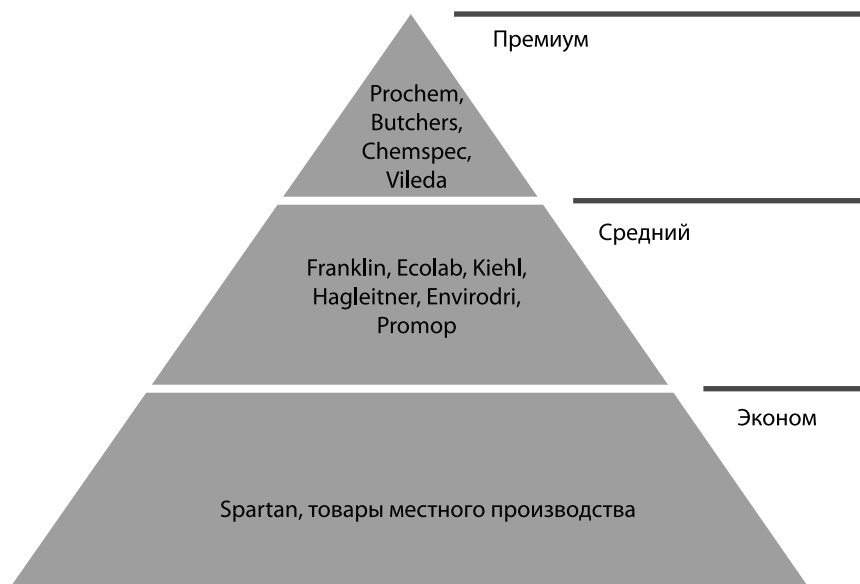 Премиум
Prochem,
Butchers,
Chemspec,
Vileda
Средний
Franklin, Ecolab, Kiehl,
Hagleitner, Envirodri,
Promop
Эконом
Spartan, товары местного производства